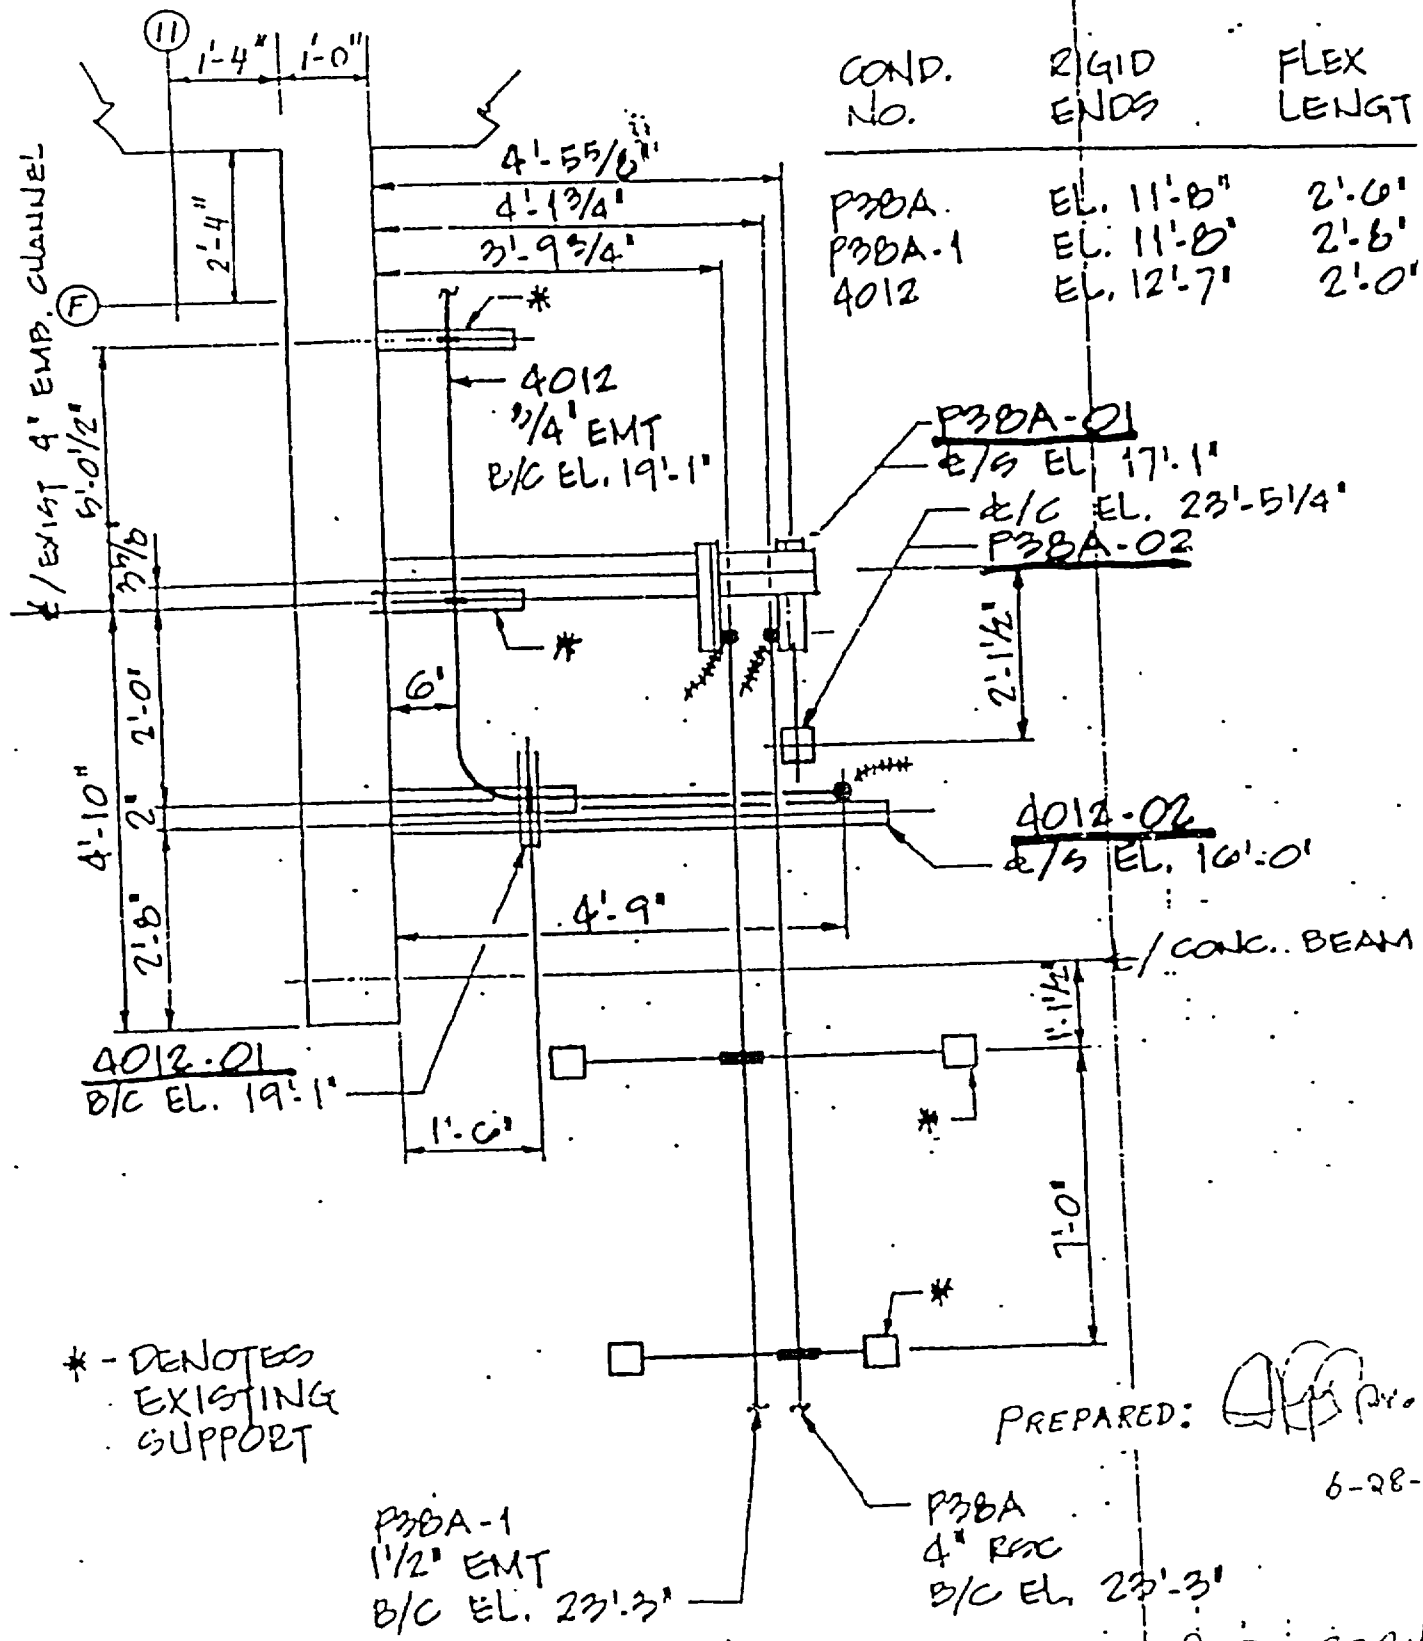 11
1'-4"
1'-0"
COND. NO.
RIGID ENDS
FLEX LENGT
P38A EL. 11'-8" 2'-6"
P38A-1 EL. 11'-8" 2'-6"
4012 EL. 12'-7" 2'-0"
4'-5 5/8"
4'-1 3/4"
3'-9 3/4"
2'-4"
F
℄/EXIST 4" EMB. CHANNEL
5'-0 1/2"
*
4012
3/4" EMT
B/C EL. 19'-1"
P38A-01
℄/S EL. 17'-1"
℄/C EL. 23'-5 1/4"
P38A-02
3 7/8"
*
6"
2'-0"
2'-1 1/2"
4'-10"
2"
4012-02
℄/S EL. 16'-0"
2'-8"
4'-9"
℄/CONC. BEAM
1'-1 1/2"
4012-01
B/C EL. 19'-1"
1'-6"
*
7'-0"
*
* - DENOTES
EXISTING
SUPPORT
PREPARED:
6-28-
P38A-1
1 1/2" EMT
B/C EL. 23'-3"
P38A
4" RSC
B/C EL. 23'-3"